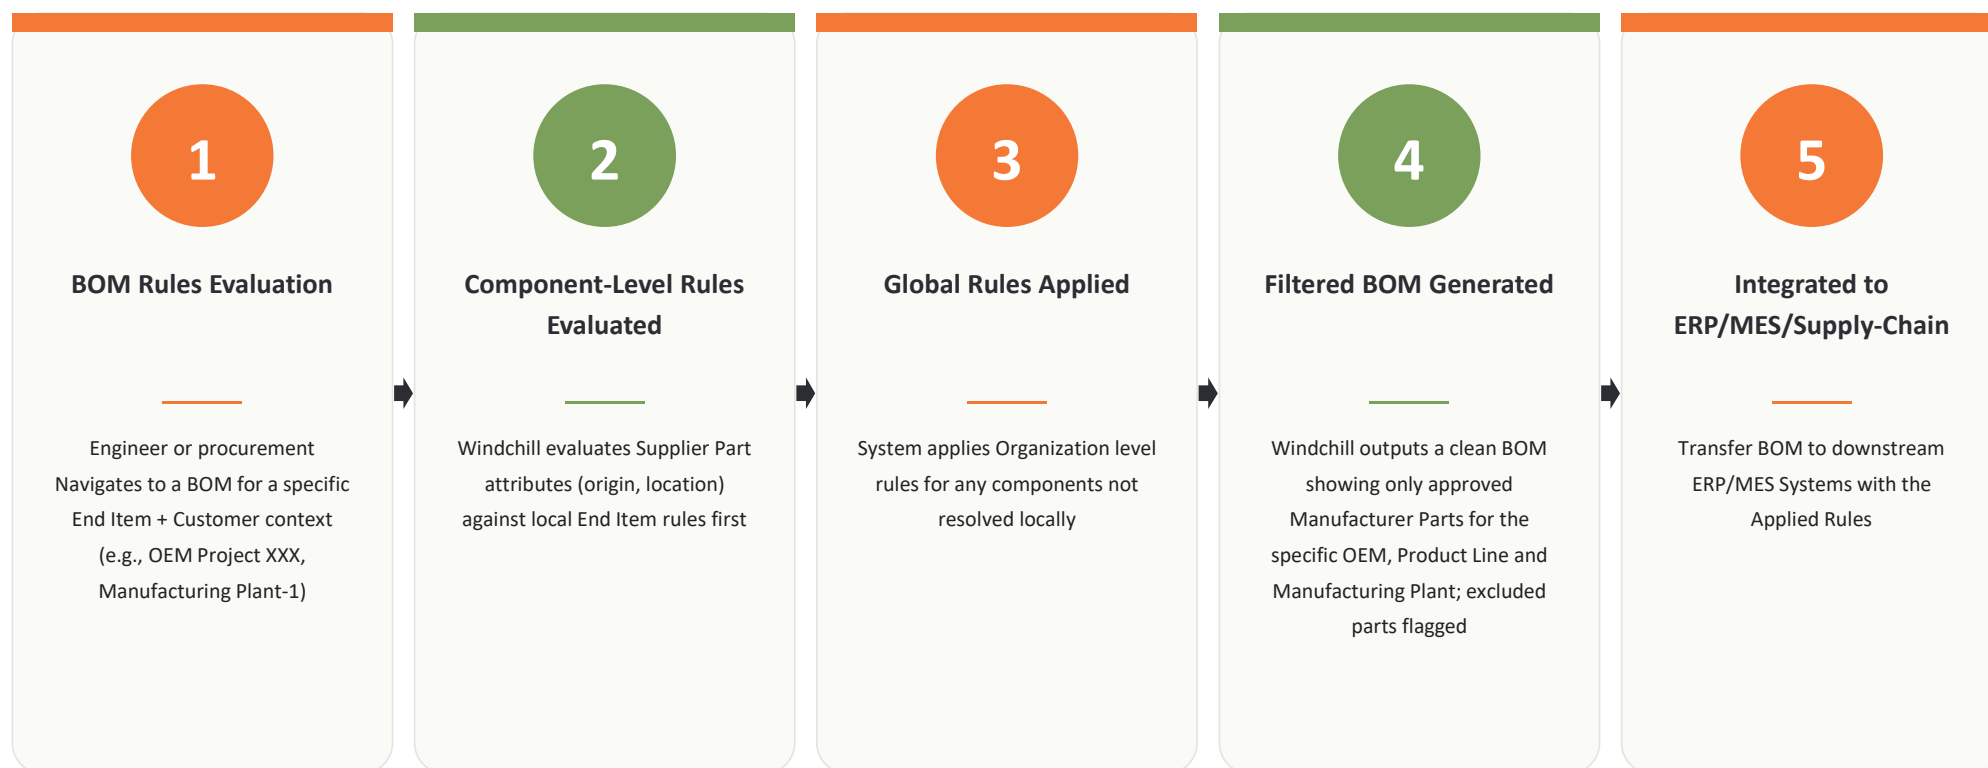 1
BOM Rules Evaluation
Engineer or procurement
Navigates to a BOM for a specific
End Item + Customer context
(e.g., OEM Project XXX,
Manufacturing Plant-1)
2
Component-Level Rules
Evaluated
Windchill evaluates Supplier Part
attributes (origin, location)
against local End Item rules first
3
Global Rules Applied
System applies Organization level
rules for any components not
resolved locally
4
Filtered BOM Generated
Windchill outputs a clean BOM
showing only approved
Manufacturer Parts for the
specific OEM, Product Line and
Manufacturing Plant; excluded
parts flagged
5
Integrated to
ERP/MES/Supply-Chain
Transfer BOM to downstream
ERP/MES Systems with the
Applied Rules